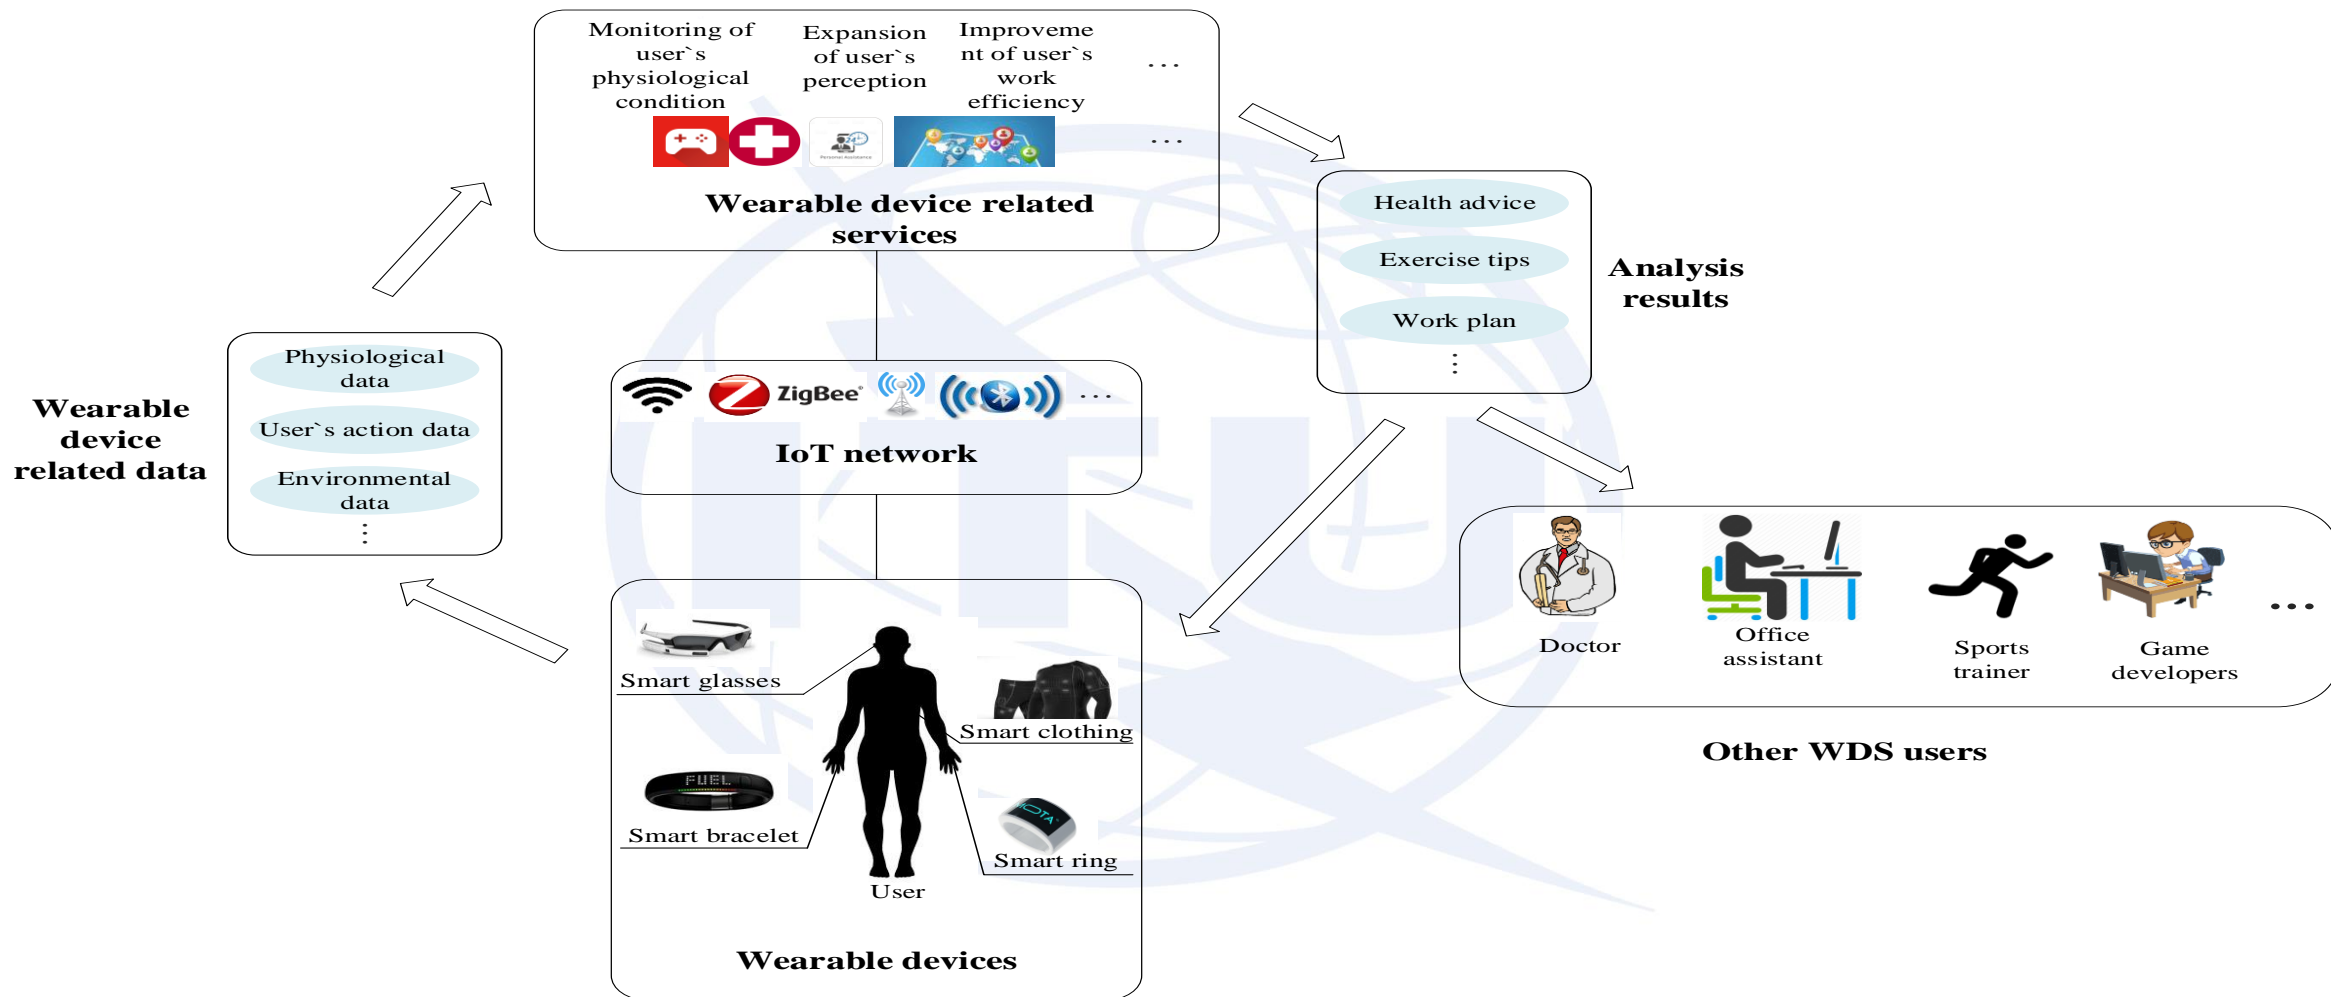 Monitoring of
user`s
physiological
condition
Expansion
of user`s
perception
Improveme
nt of user`s
work
efficiency
...
Personal Assistance
...
Wearable device related
services
Health advice
Exercise tips
Work plan
...
Analysis
results
Physiological
data
User`s action data
Environmental
data
...
Wearable
device
related data
ZigBee®
...
IoT network
ITU
Smart glasses
Smart clothing
FUEL
Smart bracelet
Smart ring
User
Wearable devices
Doctor
Office
assistant
Sports
trainer
Game
developers
...
Other WDS users